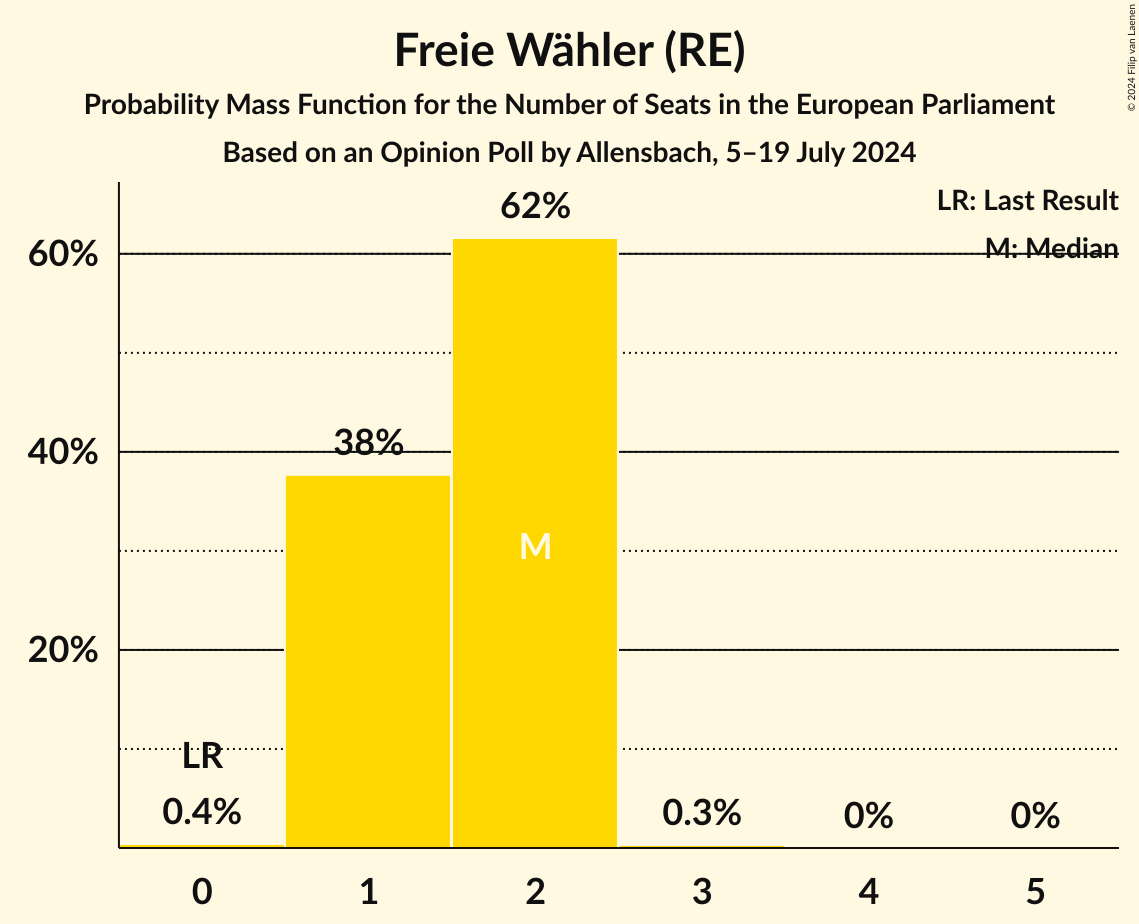 Freie Wähler (RE)
Probability Mass Function for the Number of Seats in the European Parliament
Based on an Opinion Poll by Allensbach, 5–19 July 2024
© 2024 Filip van Laenen
LR: Last Result
M: Median
62%
60%
38%
40%
M
20%
LR
0.4%
0.3%
0%
0%
0
1
2
3
4
5